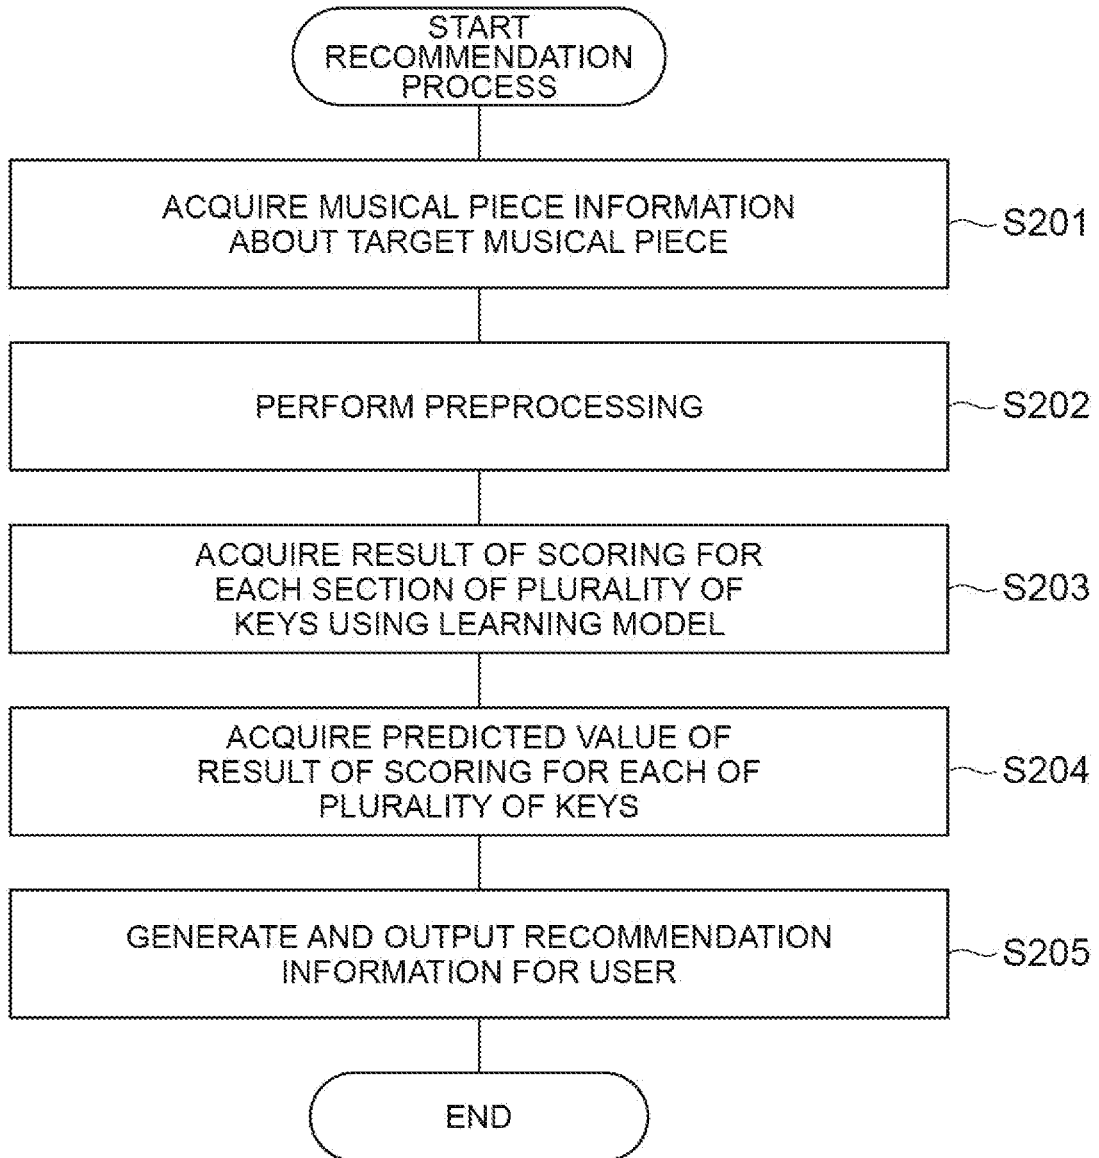 START
RECOMMENDATION
PROCESS
ACQUIRE MUSICAL PIECE INFORMATION
ABOUT TARGET MUSICAL PIECE
S201
PERFORM PREPROCESSING
S202
ACQUIRE RESULT OF SCORING FOR
EACH SECTION OF PLURALITY OF
KEYS USING LEARNING MODEL
S203
ACQUIRE PREDICTED VALUE OF
RESULT OF SCORING FOR EACH OF
PLURALITY OF KEYS
S204
GENERATE AND OUTPUT RECOMMENDATION
INFORMATION FOR USER
S205
END